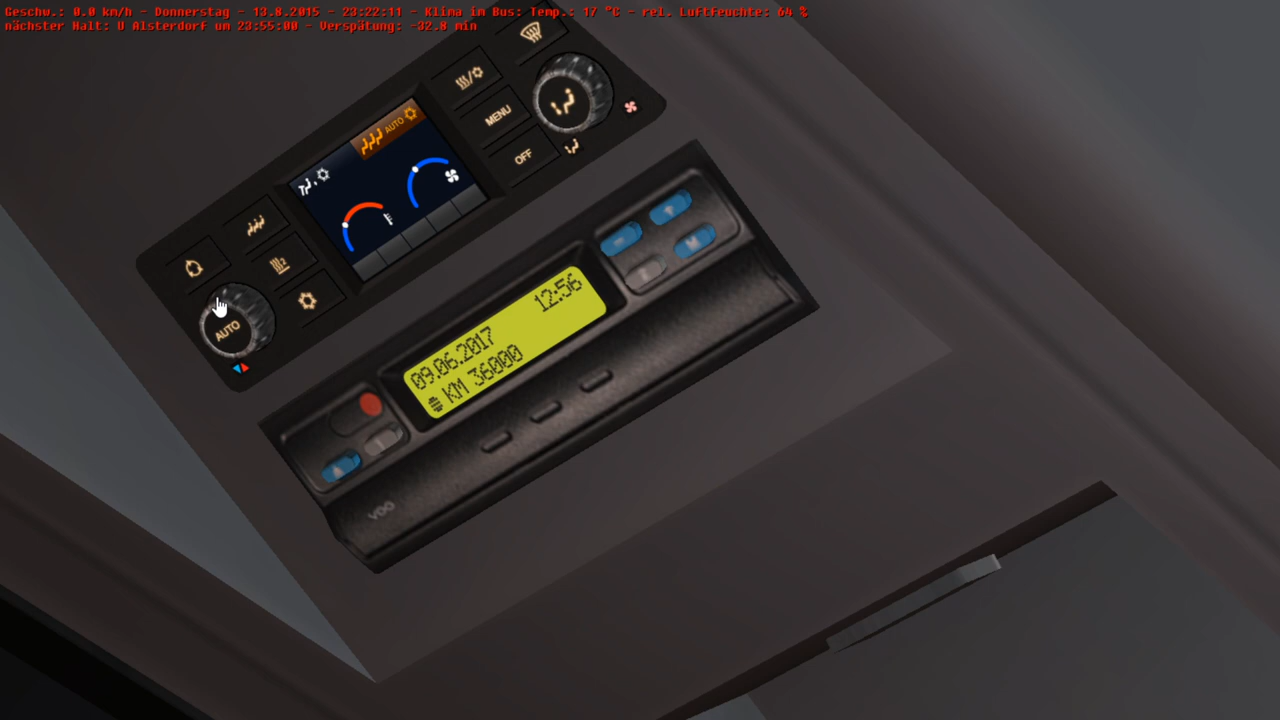 Geschw.: 0.0 km/h - Donnerstag - 13.8.2015 - 23:22:11 - Klima im Bus: Temp.: 17 °C - rel. Luftfeuchte: 64 %
nächster Halt: U Alsterdorf um 23:55:00 - Verspätung: -32.8 min
AUTO
MENU
OFF
AUTO
12:56
09.06.2017
KM 36000
M
VDO